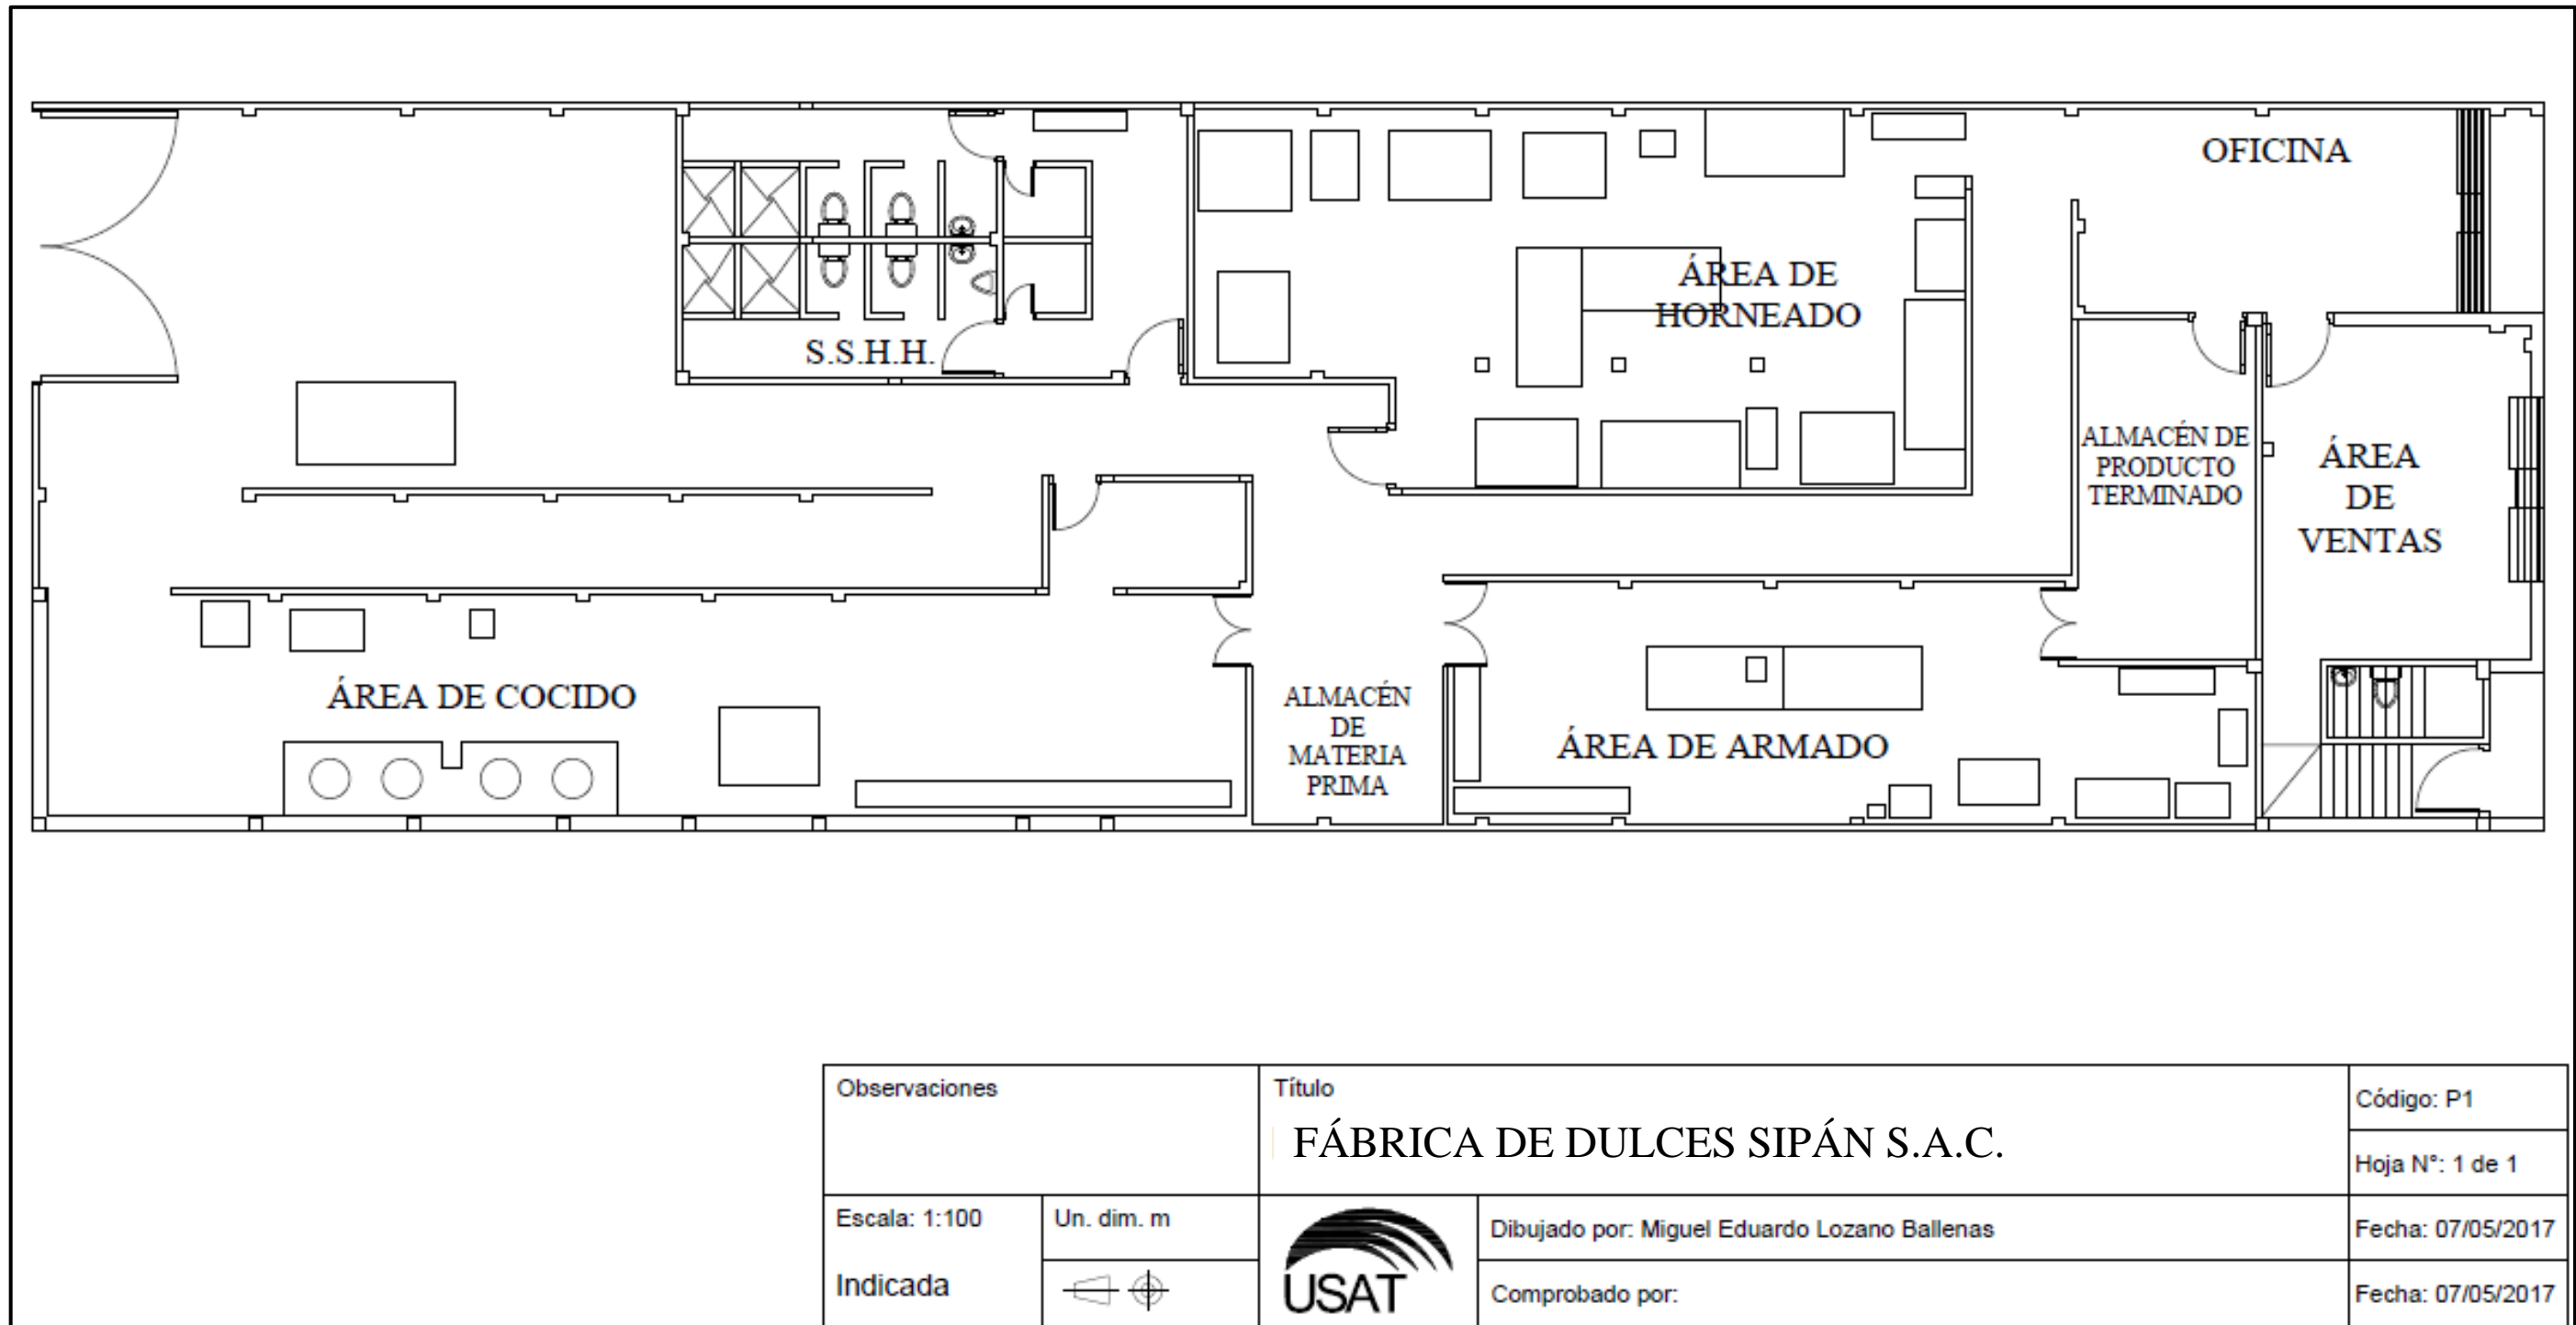 OFICINA
ÁREA DE
HORNEADO
S.S.H.H.
ALMACÉN DE
PRODUCTO
TERMINADO
ÁREA
DE
VENTAS
ÁREA DE COCIDO
ALMACÉN
DE
MATERIA
PRIMA
ÁREA DE ARMADO
Observaciones
Título
FÁBRICA DE DULCES SIPÁN S.A.C.
Código: P1
Hoja N°: 1 de 1
Escala: 1:100
Indicada
Un. dim. m
USAT
Dibujado por: Miguel Eduardo Lozano Ballenas
Fecha: 07/05/2017
Comprobado por:
Fecha: 07/05/2017